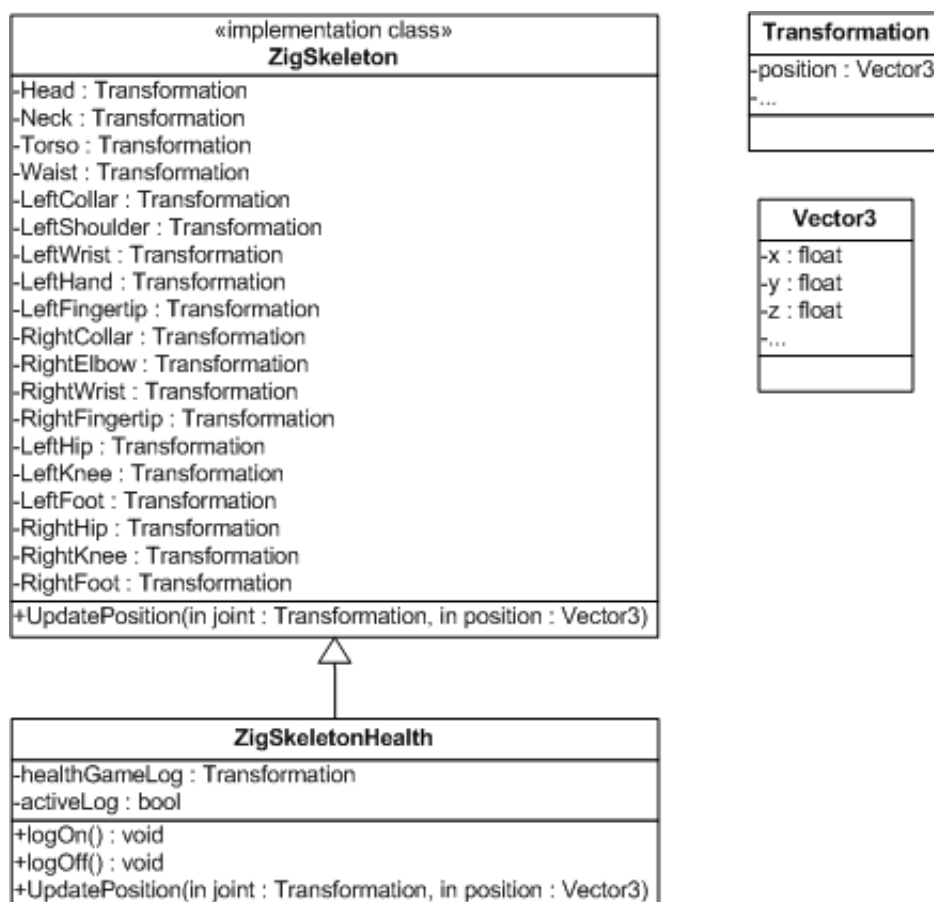 «implementation class»
ZigSkeleton
-Head : Transformation
-Neck : Transformation
-Torso : Transformation
-Waist : Transformation
-LeftCollar : Transformation
-LeftShoulder : Transformation
-LeftWrist : Transformation
-LeftHand : Transformation
-LeftFingertip : Transformation
-RightCollar : Transformation
-RightElbow : Transformation
-RightWrist : Transformation
-RightFingertip : Transformation
-LeftHip : Transformation
-LeftKnee : Transformation
-LeftFoot : Transformation
-RightHip : Transformation
-RightKnee : Transformation
-RightFoot : Transformation
+UpdatePosition(in joint : Transformation, in position : Vector3)
ZigSkeletonHealth
-healthGameLog : Transformation
-activeLog : bool
+logOn() : void
+logOff() : void
+UpdatePosition(in joint : Transformation, in position : Vector3)
Transformation
-position : Vector3
-...
Vector3
-x : float
-y : float
-z : float
-...